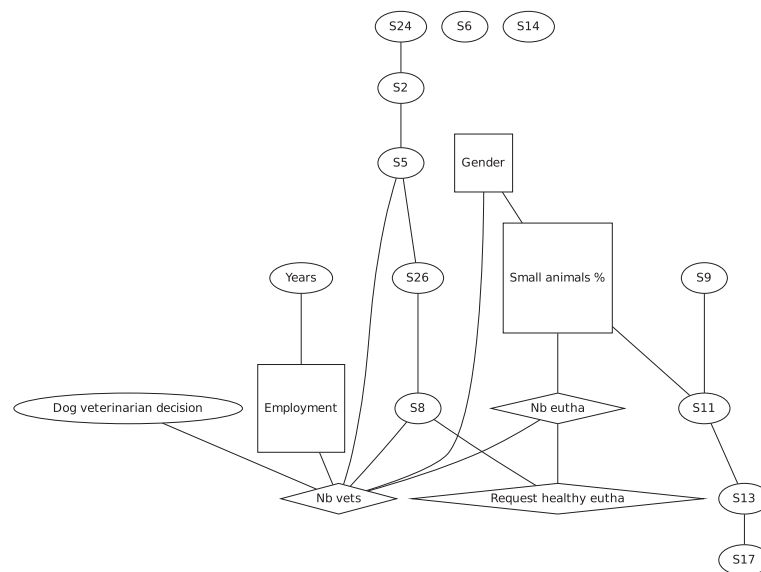 S24
S6
S14
S2
S5
Gender
Years
S26
Small animals %
S9
Dog veterinarian decision
Employment
S8
Nb eutha
S11
Nb vets
Request healthy eutha
S13
S17